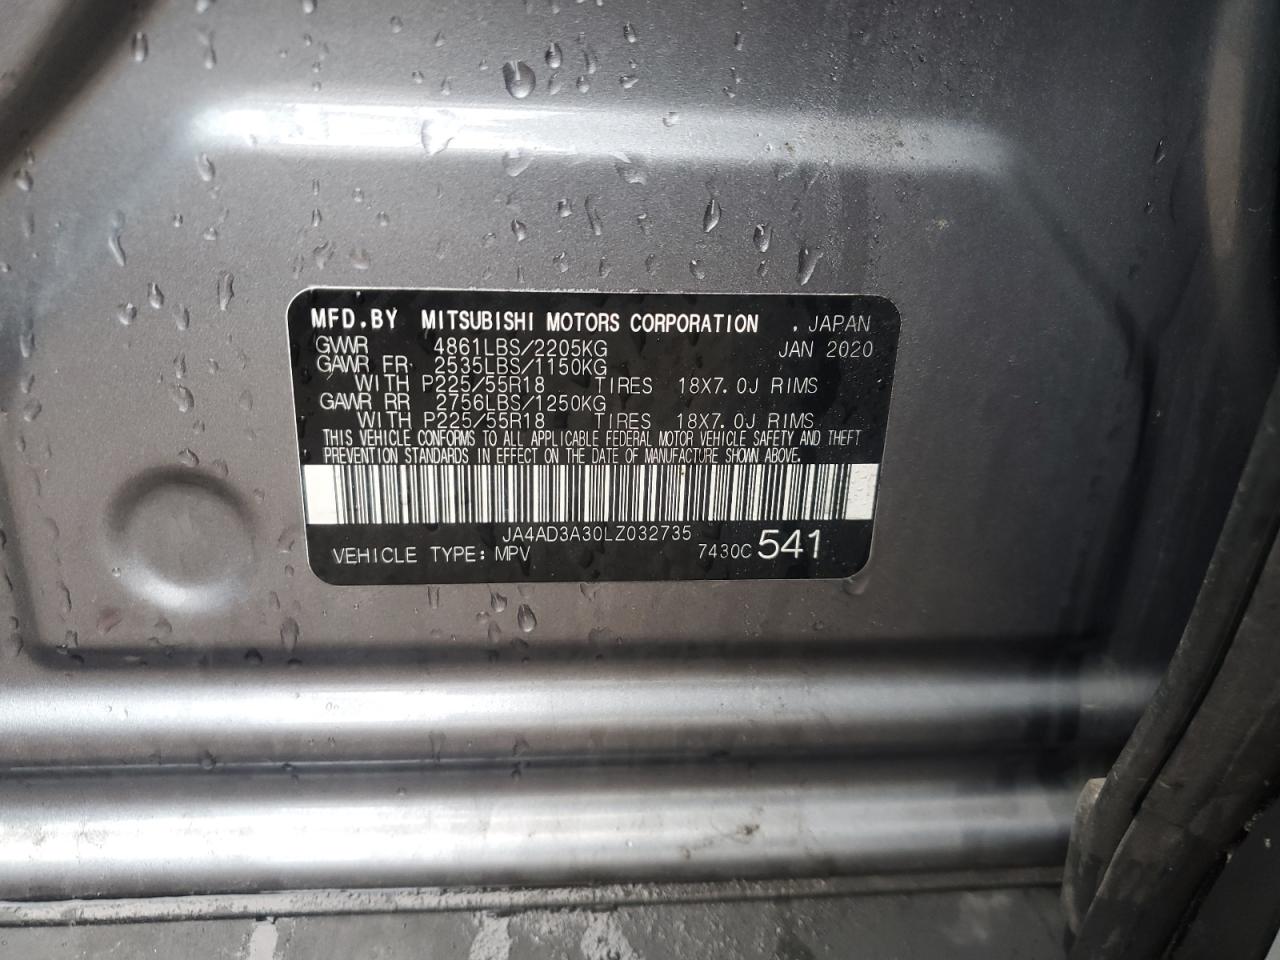 MFD.BY MITSUBISHI MOTORS CORPORATION . JAPAN
GVWR 4861LBS/2205KG JAN 2020
GAWR FR 2535LBS/1150KG
WITH P225/55R18 TIRES 18X7.0J RIMS
GAWR RR 2756LBS/1250KG
WITH P225/55R18 TIRES 18X7.0J RIMS
THIS VEHICLE CONFORMS TO ALL APPLICABLE FEDERAL MOTOR VEHICLE SAFETY AND THEFT
PREVENTION STANDARDS IN EFFECT ON THE DATE OF MANUFACTURE SHOWN ABOVE.
JA4AD3A30LZ032735
VEHICLE TYPE: MPV 7430C 541